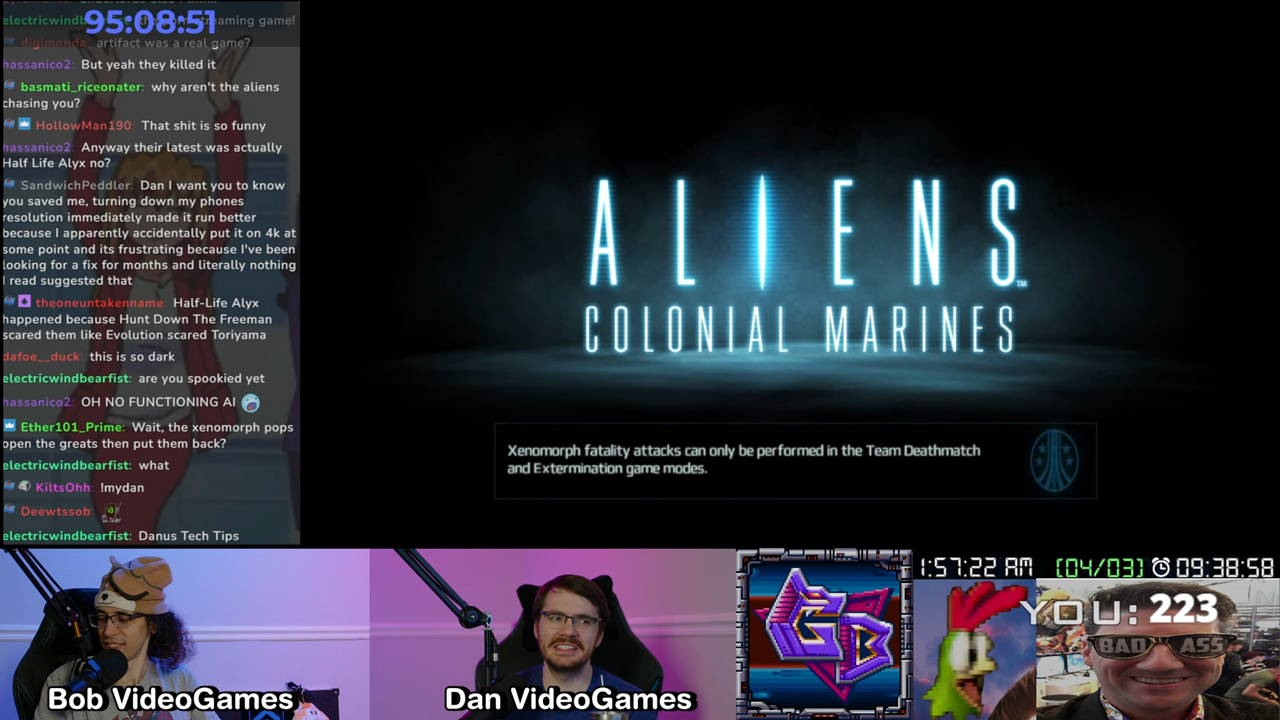 electricwindbearfist: streaming game!
95:08:51
digimonda: artifact was a real game?
hassanico2: But yeah they killed it
basmati_riceonater: why aren't the aliens
chasing you?
HollowMan190: That shit is so funny
hassanico2: Anyway their latest was actually
Half Life Alyx no?
SandwichPeddler: Dan I want you to know
you saved me, turning down my phones
resolution immediately made it run better
because I apparently accidentally put it on 4k at
some point and its frustrating because I've been
looking for a fix for months and literally nothing
I read suggested that
theoneuntakenname: Half-Life Alyx
happened because Hunt Down The Freeman
scared them like Evolution scared Toriyama
dafoe__duck: this is so dark
electricwindbearfist: are you spookied yet
hassanico2: OH NO FUNCTIONING AI
Ether101_Prime: Wait, the xenomorph pops
open the greats then put them back?
electricwindbearfist: what
KiltsOhh: !mydan
Deewtssob:
electricwindbearfist: Danus Tech Tips
ALIENS™
COLONIAL MARINES
Xenomorph fatality attacks can only be performed in the Team Deathmatch
and Extermination game modes.
Bob VideoGames
Dan VideoGames
GB
1:57:22 AM [04/03] 09:38:58
YOU: 223
BAD ASS